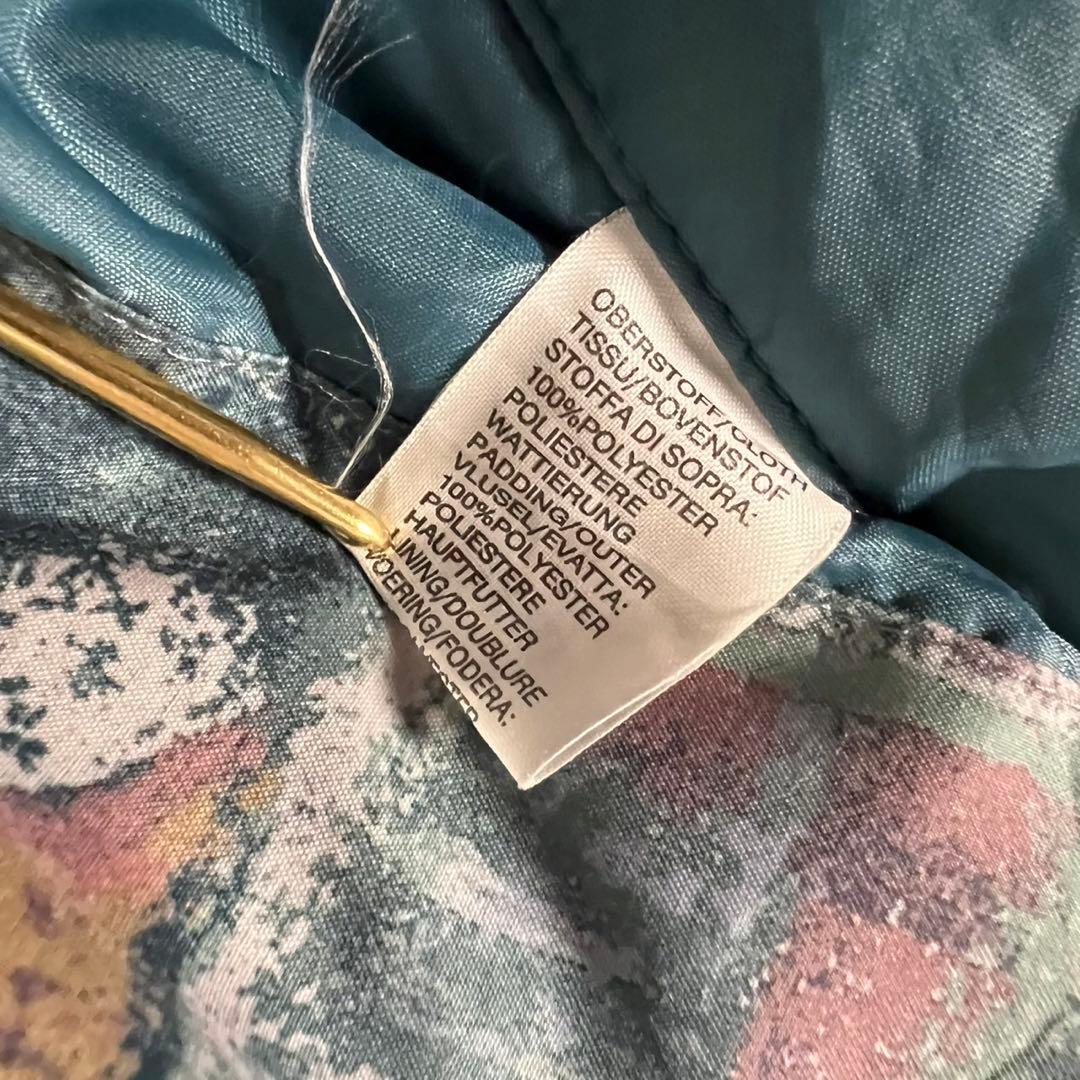 OBERSTOFF/CLOTH
TISSU/BOVENSTOF
STOFFA DI SOPRA:
100%POLYESTER
POLIESTERE
WATTIERUNG
PADDING/OUTER
VLUSEL/EVATTA:
100%POLYESTER
POLIESTERE
HAUPTFUTTER
LINING/DOUBLURE
VOERING/FODERA: